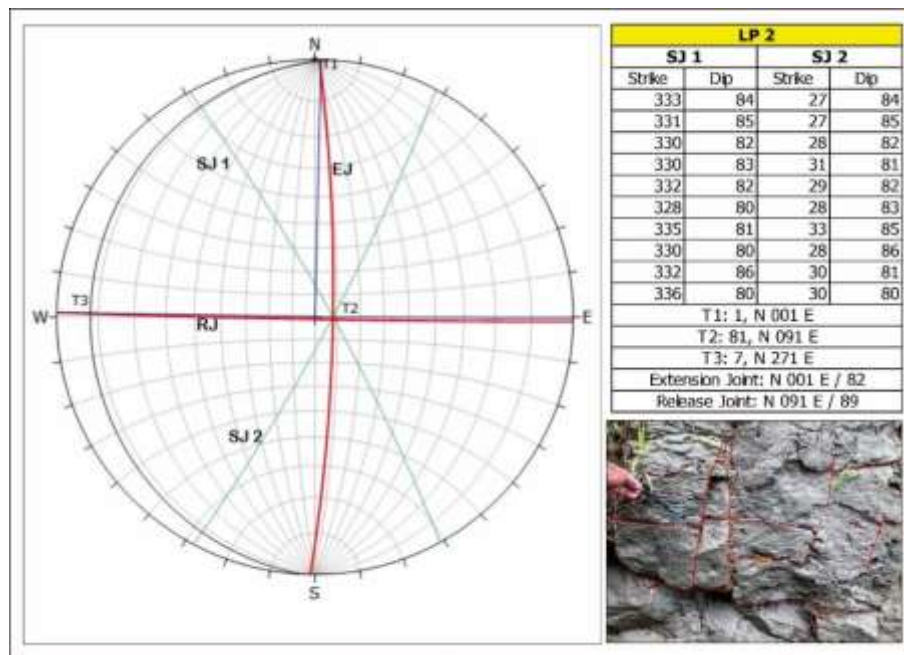 N
T1
SJ 1
EJ
T3
T2
W
E
RJ
SJ 2
S
LP 2
SJ 1 SJ 2
Strike Dip Strike Dip
333 84 27 84
331 85 27 85
330 82 28 82
330 83 31 81
332 82 29 82
328 80 28 83
335 81 33 85
330 80 28 86
332 86 30 81
336 80 30 80
T1: 1, N 001 E
T2: 81, N 091 E
T3: 7, N 271 E
Extension Joint: N 001 E / 82
Release Joint: N 091 E / 89